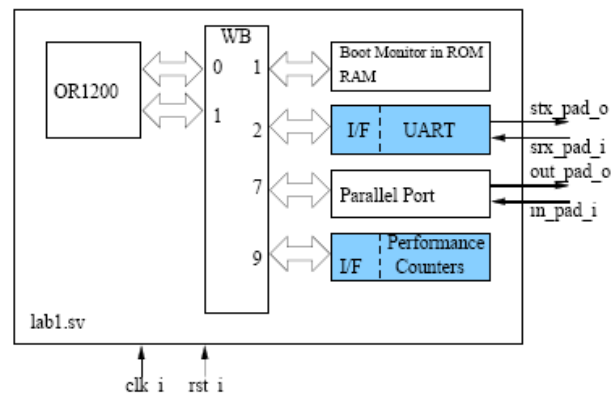 WB
OR1200
0
1
1
2
7
9
Boot Monitor in ROM
RAM
I/F
UART
Parallel Port
I/F
Performance
Counters
stx_pad_o
srx_pad_i
out_pad_o
in_pad_i
lab1.sv
clk_i
rst_i